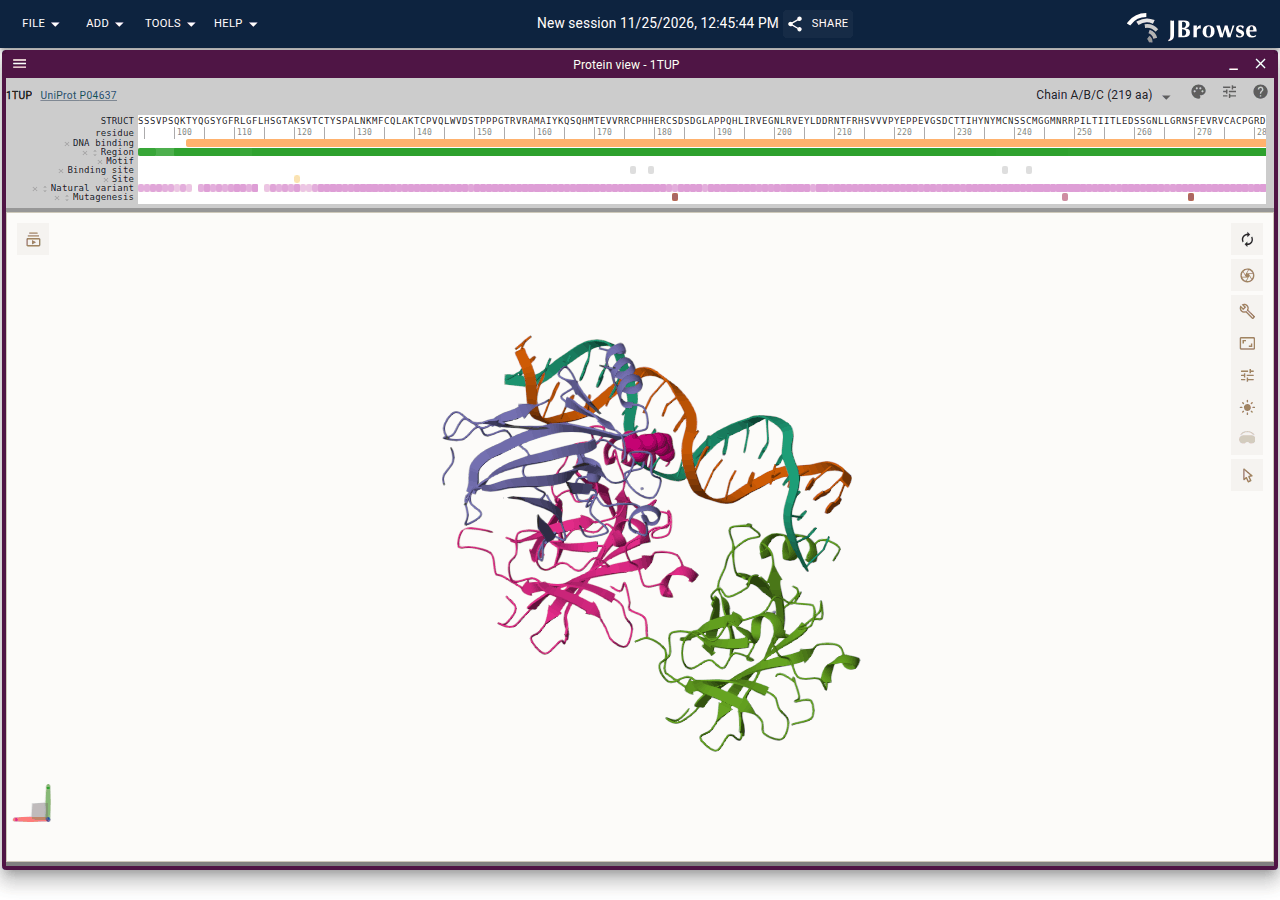 FILE ADD TOOLS HELP New session 11/25/2026, 12:45:44 PM SHARE JBrowse
Protein view - 1TUP
1TUP UniProt P04637 Chain A/B/C (219 aa)
STRUCT SSSVPSQKTYQGSYGFRLGFLHSGTAKSVTCTYSPALNKMFCQLAKTCPVQLWVDSTPPPGTRVRAMAIYKQSQHMTEVVRRCPHHERCSDSDGLAPPQHLIRVEGNLRVEYLDDRNTFRHSVVVPYEPPEVGSDCTTIHYNYMCNSSCMGGMNRRPILTIITLEDSSGNLLGRNSFEVRVCACPGRD
residue 100 110 120 130 140 150 160 170 180 190 200 210 220 230 240 250 260 270 28
× DNA binding
× : Region
× Motif
× Binding site
× Site
× : Natural variant
× : Mutagenesis